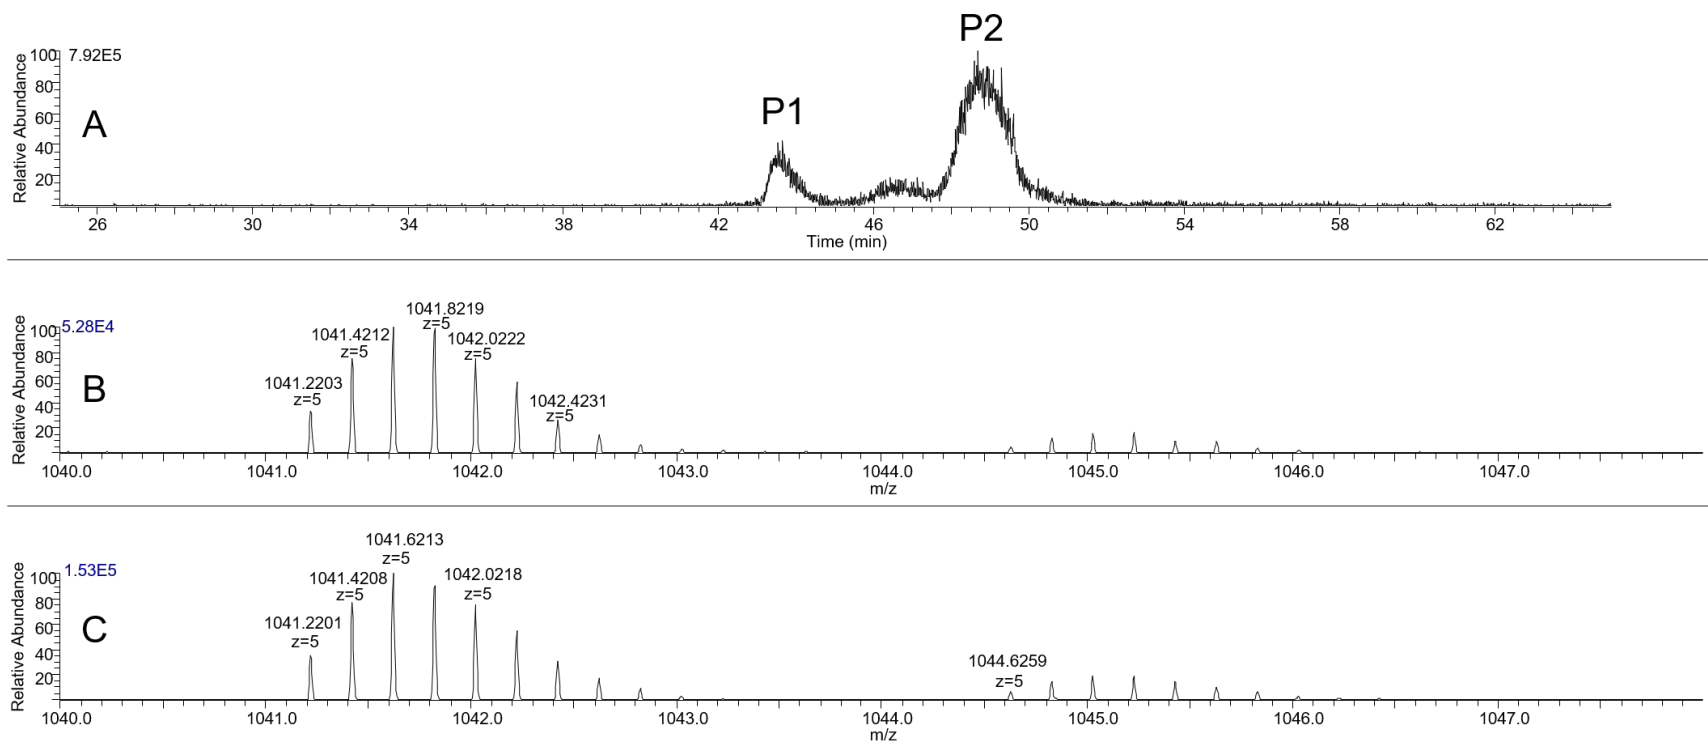 P2
P1
A
7.92E5
Relative Abundance
100
80
60
40
20
26 30 34 38 42 46 50 54 58 62
Time (min)
B
5.28E4
Relative Abundance
100
80
60
40
20
1041.2203
z=5
1041.4212
z=5
1041.8219
z=5
1042.0222
z=5
1042.4231
z=5
1040.0 1041.0 1042.0 1043.0 1044.0 1045.0 1046.0 1047.0
m/z
C
1.53E5
Relative Abundance
100
80
60
40
20
1041.2201
z=5
1041.4208
z=5
1041.6213
z=5
1042.0218
z=5
1044.6259
z=5
1040.0 1041.0 1042.0 1043.0 1044.0 1045.0 1046.0 1047.0
m/z